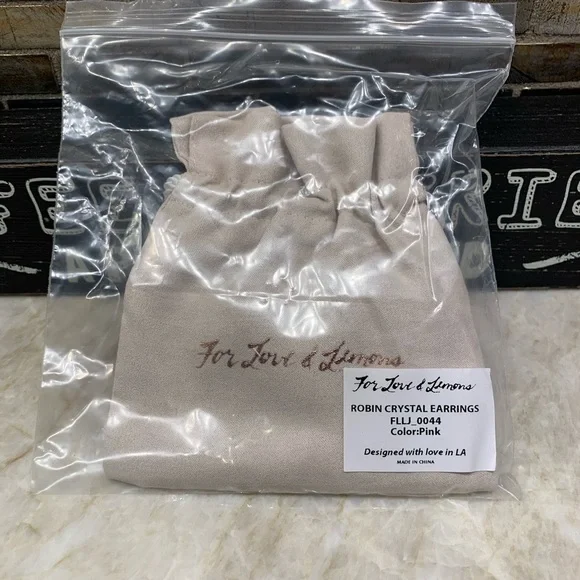 For Love & Lemons
For Love & Lemons
ROBIN CRYSTAL EARRINGS
FLLJ_0044
Color:Pink
Designed with love in LA
MADE IN CHINA